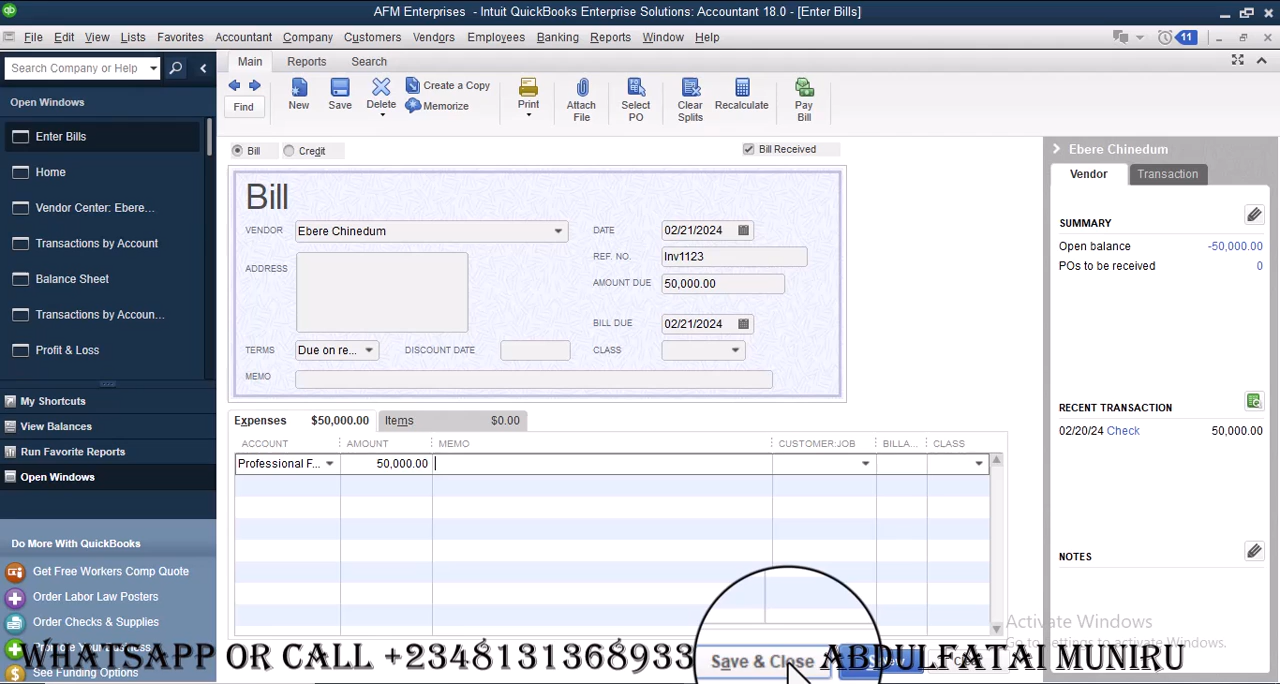 AFM Enterprises - Intuit QuickBooks Enterprise Solutions: Accountant 18.0 - [Enter Bills]
File Edit View Lists Favorites Accountant Company Customers Vendors Employees Banking Reports Window Help
11
Search Company or Help
Main Reports Search
Find
New
Save
Delete
Create a Copy
Memorize
Print
Attach File
Select PO
Clear Splits
Recalculate
Pay Bill
Open Windows
Enter Bills
Home
Vendor Center: Ebere...
Transactions by Account
Balance Sheet
Transactions by Accoun...
Profit & Loss
My Shortcuts
View Balances
Run Favorite Reports
Open Windows
Do More With QuickBooks
Get Free Workers Comp Quote
Order Labor Law Posters
Order Checks & Supplies
See Funding Options
Bill Credit
Bill Received
Bill
VENDOR Ebere Chinedum
DATE 02/21/2024
ADDRESS
REF. NO. Inv1123
AMOUNT DUE 50,000.00
BILL DUE 02/21/2024
TERMS Due on re... DISCOUNT DATE CLASS
MEMO
Expenses $50,000.00 Items $0.00
ACCOUNT AMOUNT MEMO CUSTOMER:JOB BILLA... CLASS
Professional F... 50,000.00
Ebere Chinedum
Vendor Transaction
SUMMARY
Open balance -50,000.00
POs to be received 0
RECENT TRANSACTION
02/20/24 Check 50,000.00
NOTES
Activate Windows
Save & Close
WHATSAPP OR CALL +2348131368933 ABDULFATAI MUNIRU